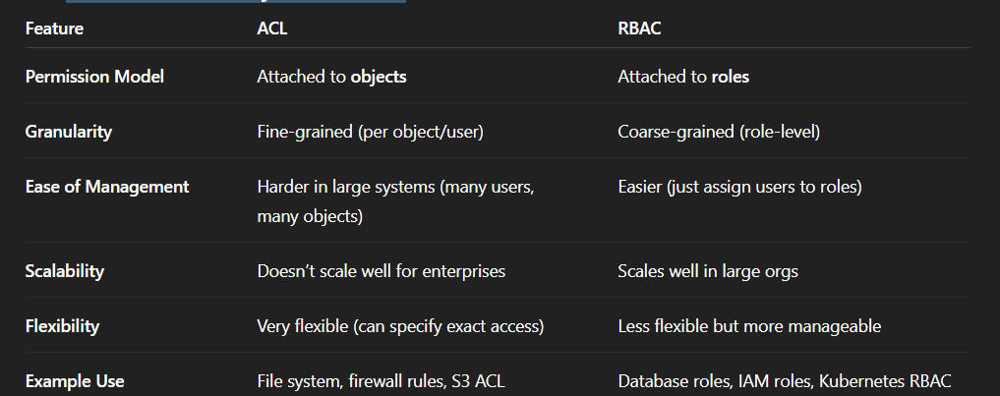 Feature ACL RBAC
Permission Model Attached to objects Attached to roles
Granularity Fine-grained (per object/user) Coarse-grained (role-level)
Ease of Management Harder in large systems (many users, Easier (just assign users to roles)
many objects)
Scalability Doesn’t scale well for enterprises Scales well in large orgs
Flexibility Very flexible (can specify exact access) Less flexible but more manageable
Example Use File system, firewall rules, S3 ACL Database roles, IAM roles, Kubernetes RBAC